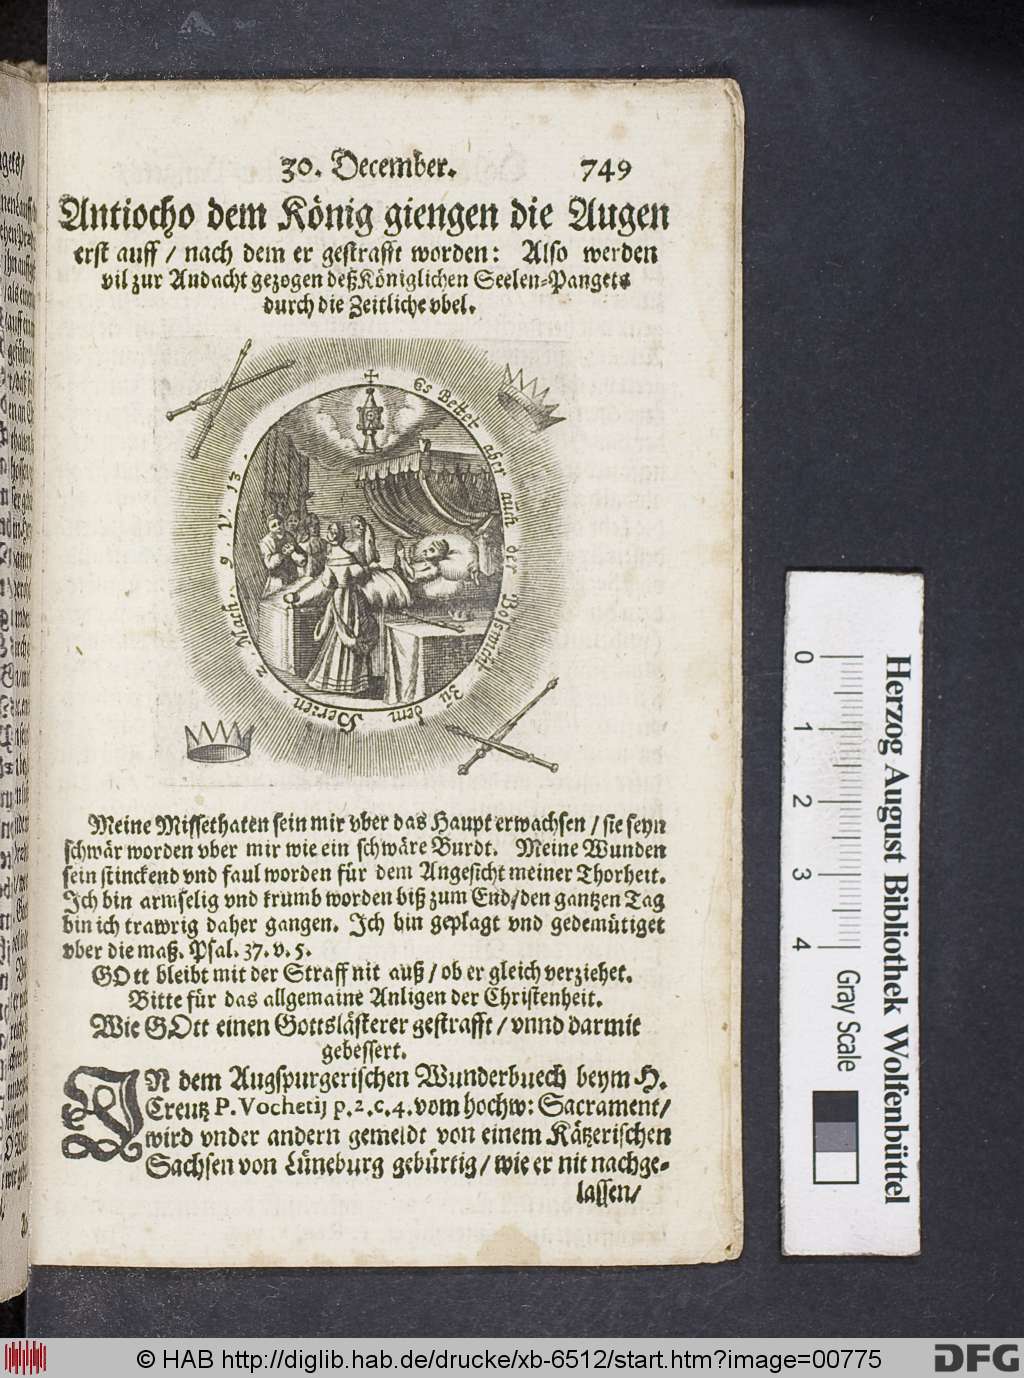 30. December. 749
Antiocho dem König giengen die Augen
erst auff / nach dem er gestrafft worden: Also werden
vil zur Andacht gezogen deß Königlichen Seelen-Pangets
durch die Zeitliche vbel.
Es Bettet aber auch der Bosswicht zu dem Herzen. 2. Mach. 9 V. 13.
Meine Missethaten sein mir vber das Haupt erwachsen / sie seyn
schwär worden vber mir wie ein schwäre Burdt. Meine Wunden
sein stinckend vnd faul worden für dem Angesicht meiner Thorheit.
Ich bin armselig vnd krumb worden biß zum End / den gantzen Tag
bin ich trawrig daher gangen. Ich bin geplagt vnd gedemütiget
vber die maß. Psal. 37. v. 5.
GOtt bleibt mit der Straff nit auß / ob er gleich verziehet.
Bitte für das allgemaine Anligen der Christenheit.
Wie GOtt einen Gottslästerer gestrafft / vnnd darmit
gebessert.
IN dem Augspurgerischen Wunderbuech beym H.
Creutz P. Vochetij p. 2. c. 4. vom hochw: Sacrament /
wird vnder andern gemeldt von einem Kätzerischen
Sachsen von Lüneburg gebürtig / wie er nit nachge-
lassen /
0 1 2 3 4
Gray Scale
Herzog August Bibliothek Wolfenbüttel
© HAB http://diglib.hab.de/drucke/xb-6512/start.htm?image=00775
DFG